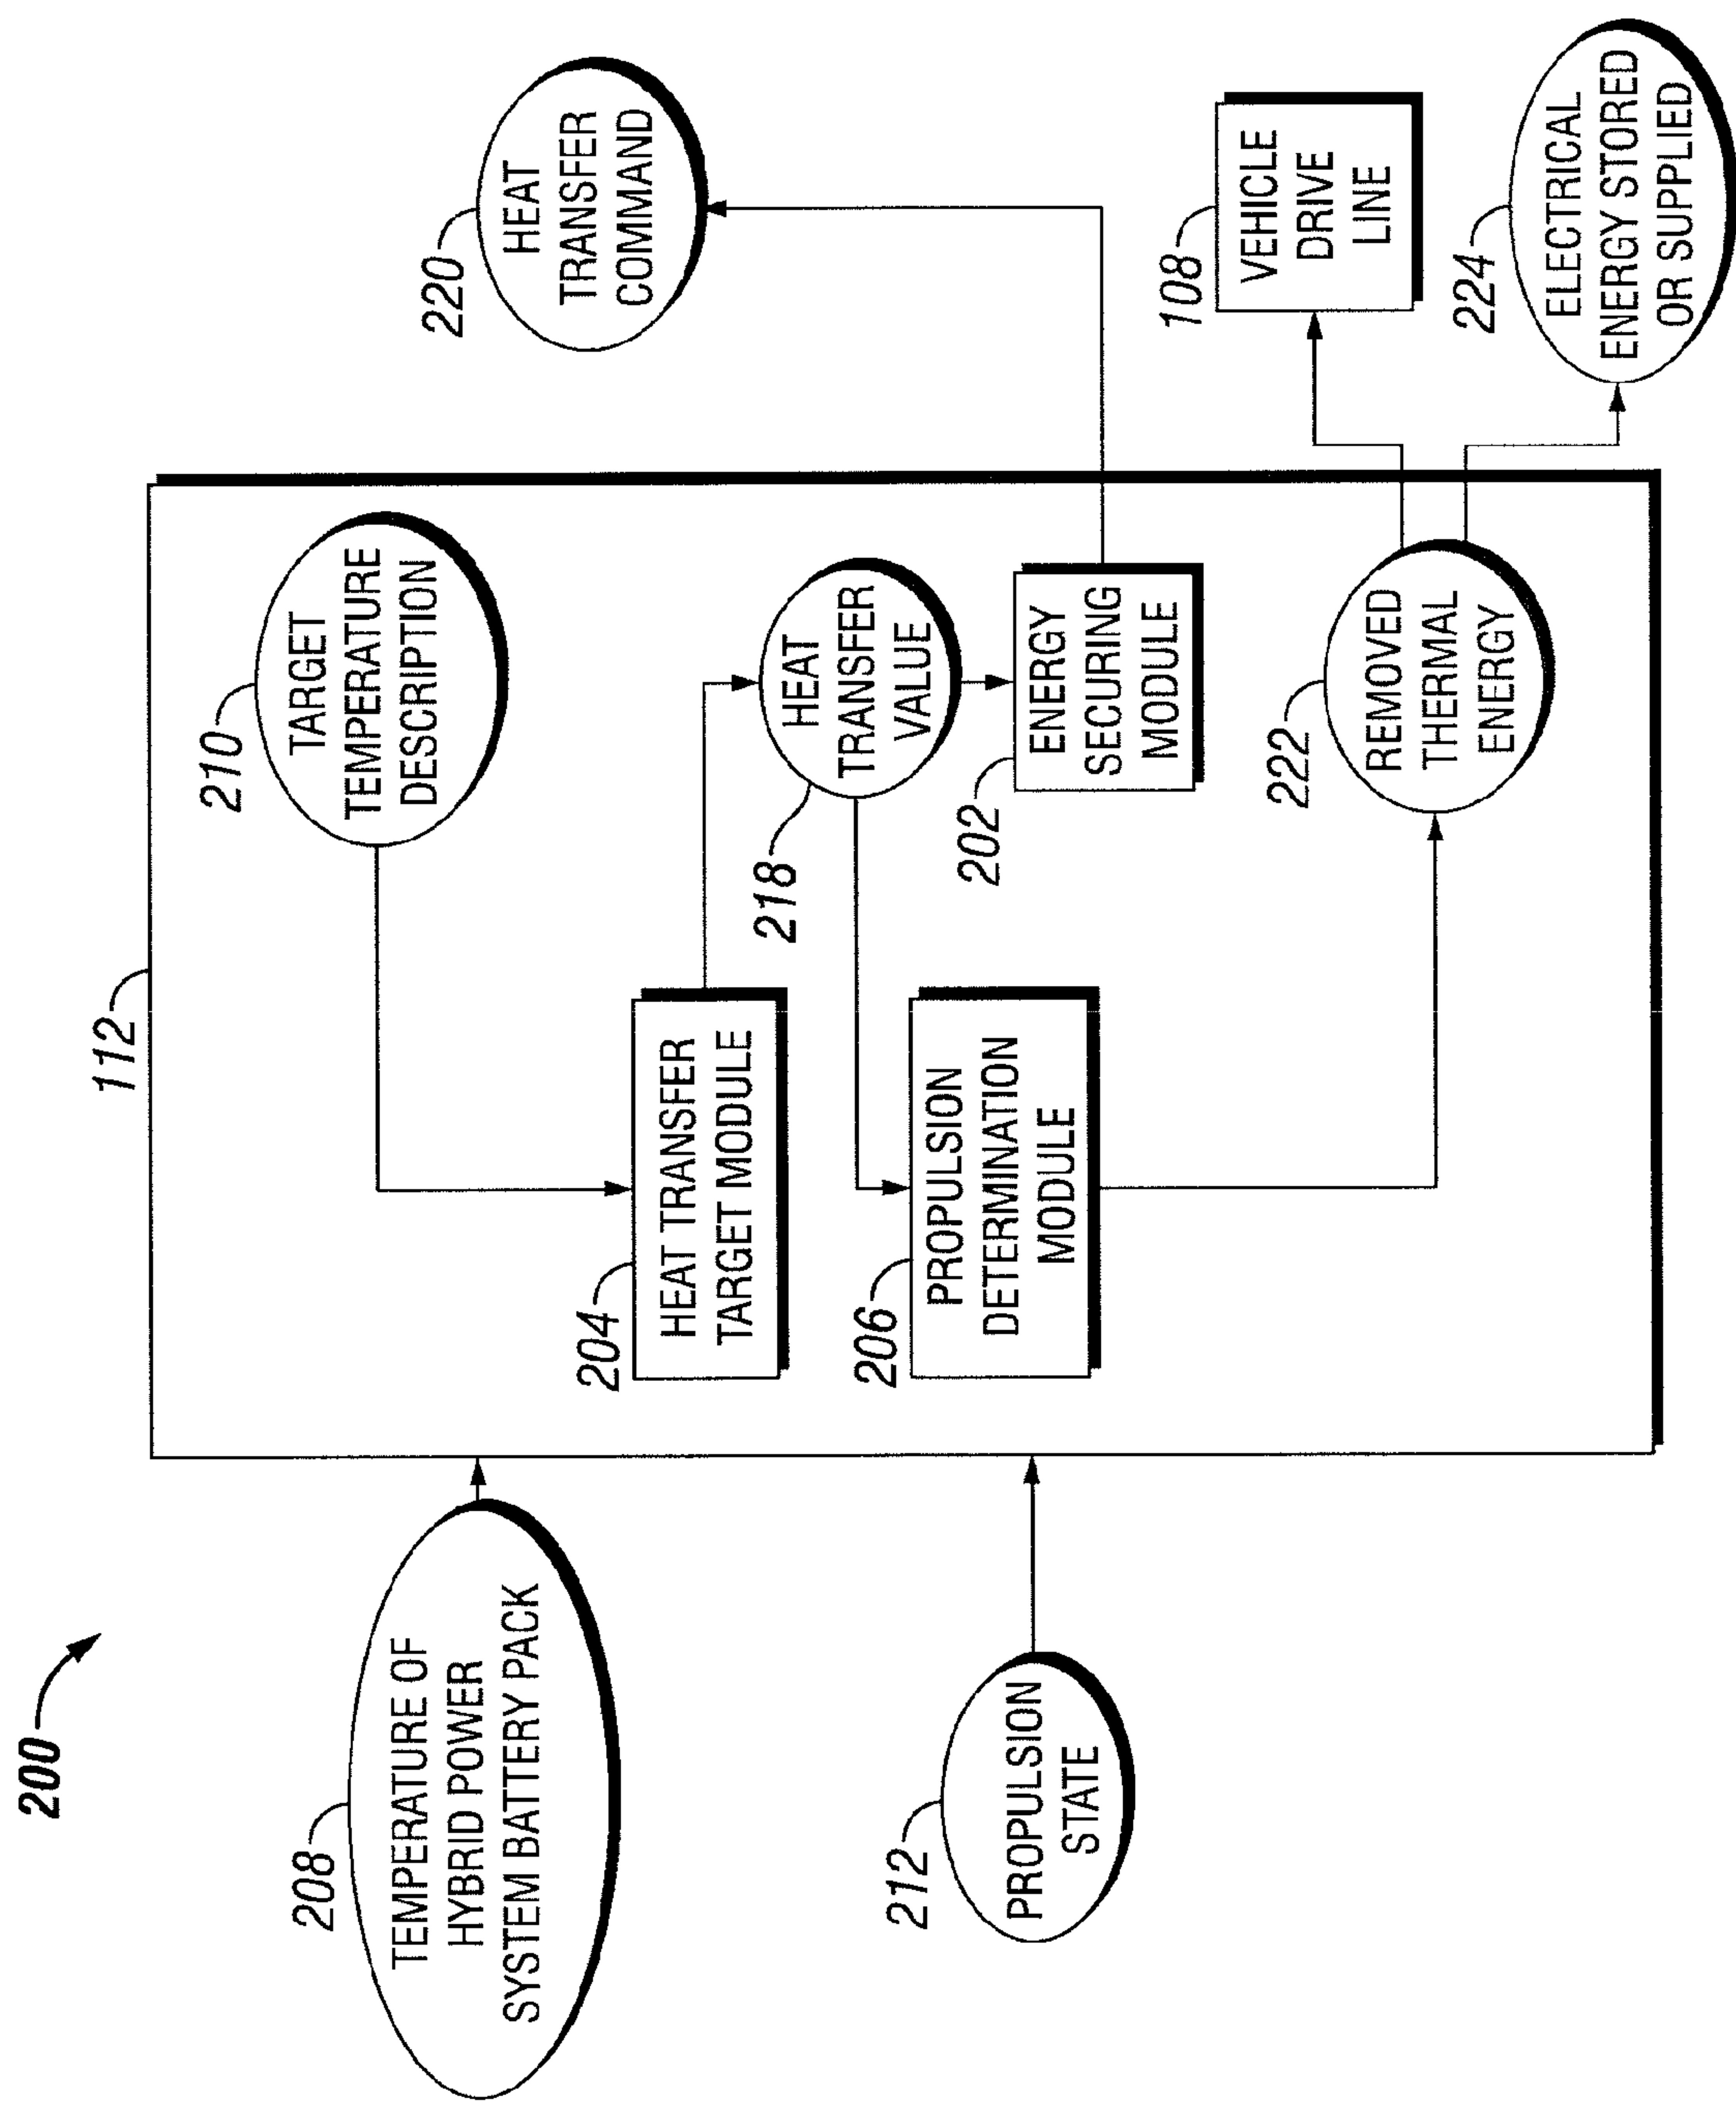 200
112
208
TEMPERATURE OF
HYBRID POWER
SYSTEM BATTERY PACK
212
PROPULSION
STATE
210
TARGET
TEMPERATURE
DESCRIPTION
204
HEAT TRANSFER
TARGET MODULE
218
HEAT
TRANSFER
VALUE
206
PROPULSION
DETERMINATION
MODULE
202
ENERGY
SECURING
MODULE
222
REMOVED
THERMAL
ENERGY
220
HEAT
TRANSFER
COMMAND
108
VEHICLE
DRIVE
LINE
224
ELECTRICAL
ENERGY STORED
OR SUPPLIED